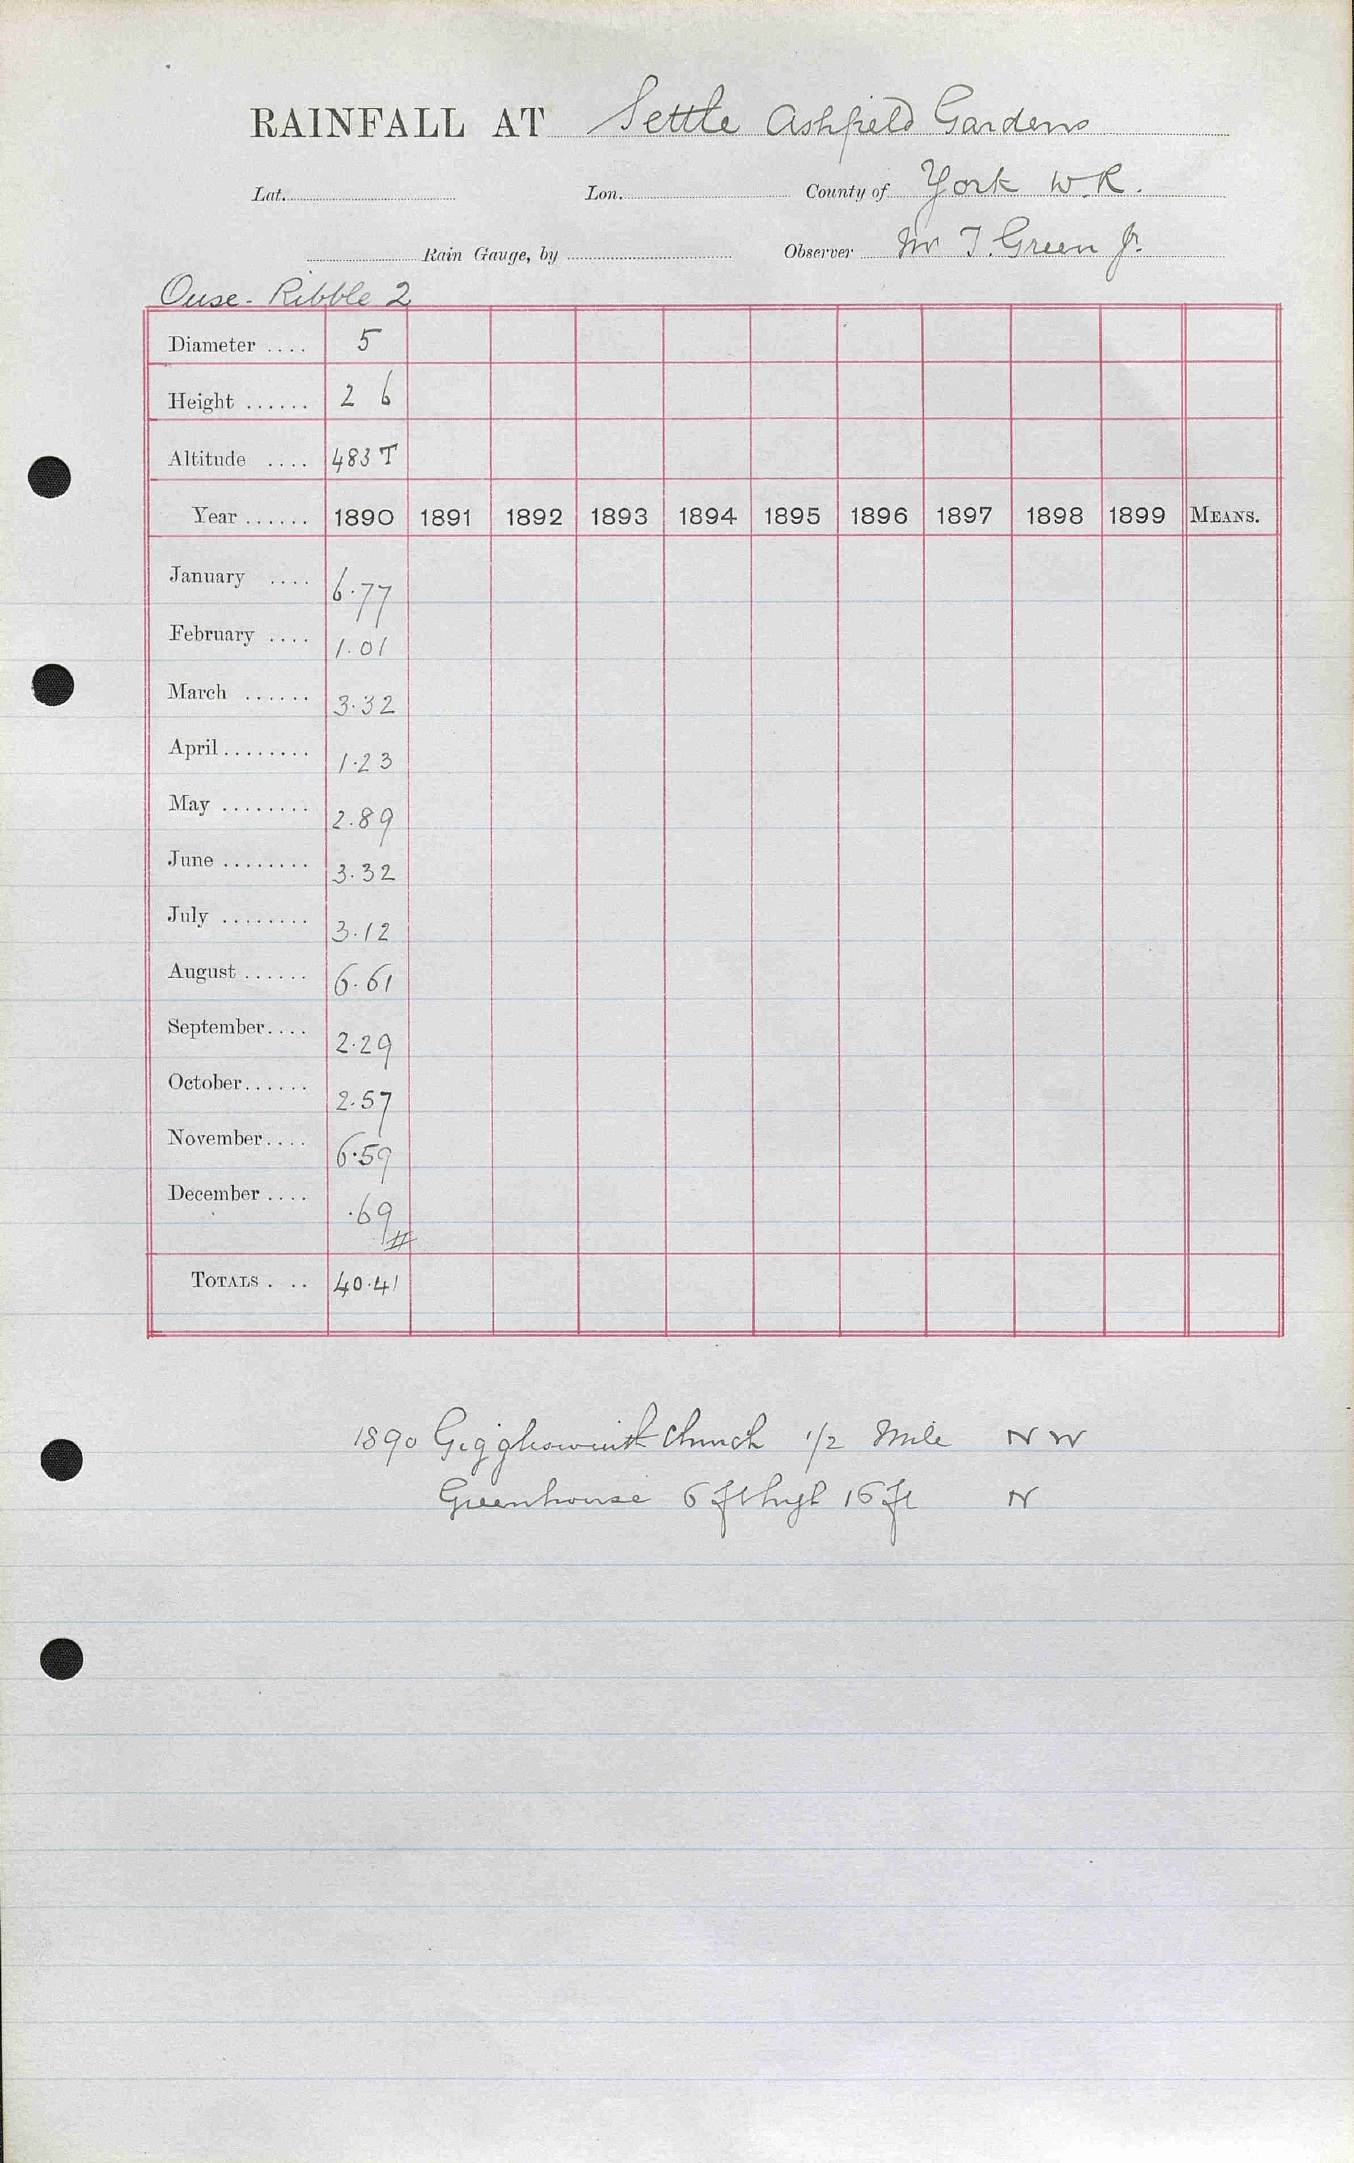 RAINFALL AT Settle Ashfield Gardens
Lat. Lon. County of York W.R.
Rain Gauge, by Observer Mr T. Green Jr.
Ouse - Ribble 2
Diameter .... 5
Height ...... 2 6
Altitude .... 483 T
Year ...... 1890 1891 1892 1893 1894 1895 1896 1897 1898 1899 MEANS.
January .... 6.77
February .... 1.01
March ...... 3.32
April ........ 1.23
May ........ 2.89
June ........ 3.32
July ........ 3.12
August ...... 6.61
September.... 2.29
October...... 2.57
November.... 6.59
December .... .69
TOTALS . .. 40.41
1890 Church 1/2 Mile N W
Greenhouse 6 ft high 16 ft N